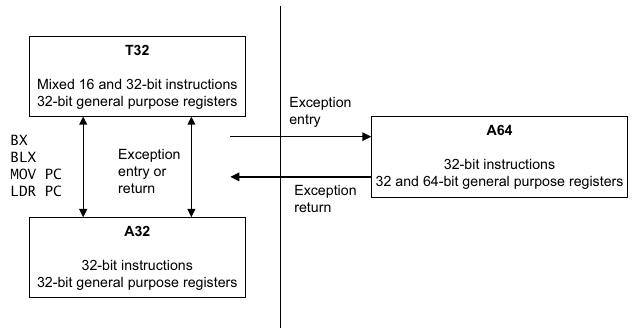 T32
Mixed 16 and 32-bit instructions
32-bit general purpose registers
BX
BLX
MOV PC
LDR PC
Exception
entry or
return
A32
32-bit instructions
32-bit general purpose registers
Exception
entry
Exception
return
A64
32-bit instructions
32 and 64-bit general purpose registers